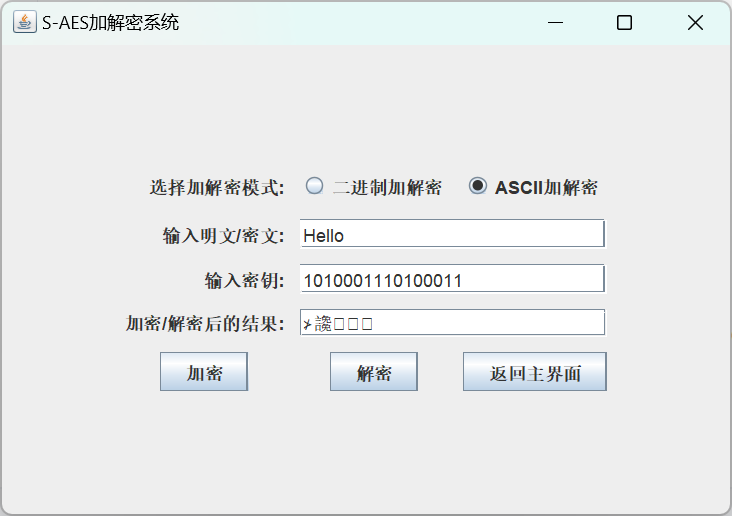 S-AES加解密系统
选择加解密模式: 二进制加解密 ASCII加解密
输入明文/密文: Hello
输入密钥: 1010001110100011
加密/解密后的结果:
加密 解密 返回主界面